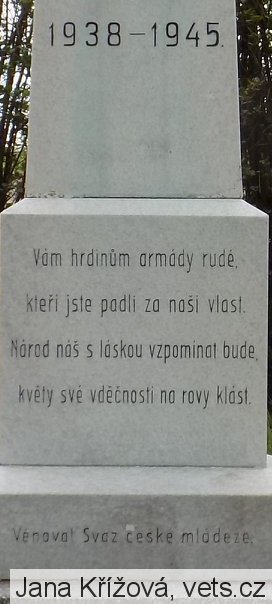 1938-1945.
Vám hrdinům armády rudé,
kteří jste padli za naši vlast.
Národ náš s láskou vzpomínat bude,
květy své vděčnosti na rovy klást.
Věnoval Svaz české mládeže.
Jana Křížová, vets.cz